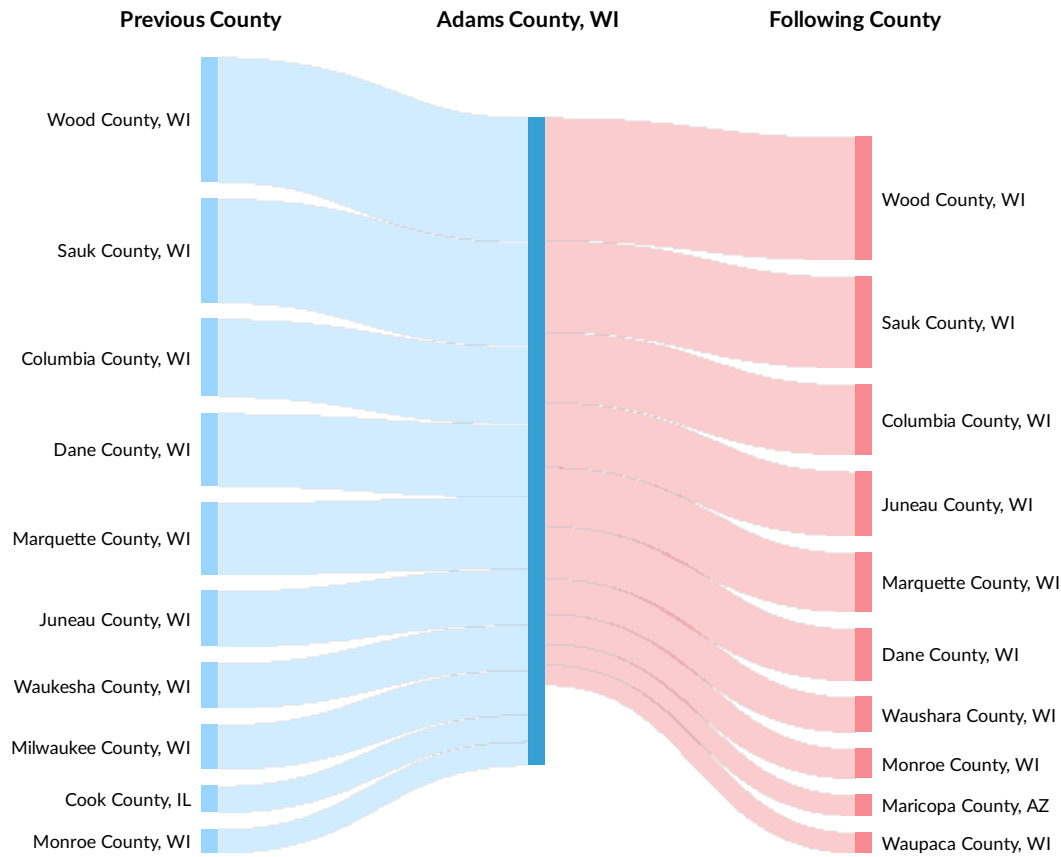 Previous County
Adams County, WI
Following County
Wood County, WI
Sauk County, WI
Columbia County, WI
Dane County, WI
Marquette County, WI
Juneau County, WI
Waukesha County, WI
Milwaukee County, WI
Cook County, IL
Monroe County, WI
Wood County, WI
Sauk County, WI
Columbia County, WI
Juneau County, WI
Marquette County, WI
Dane County, WI
Waushara County, WI
Monroe County, WI
Maricopa County, AZ
Waupaca County, WI